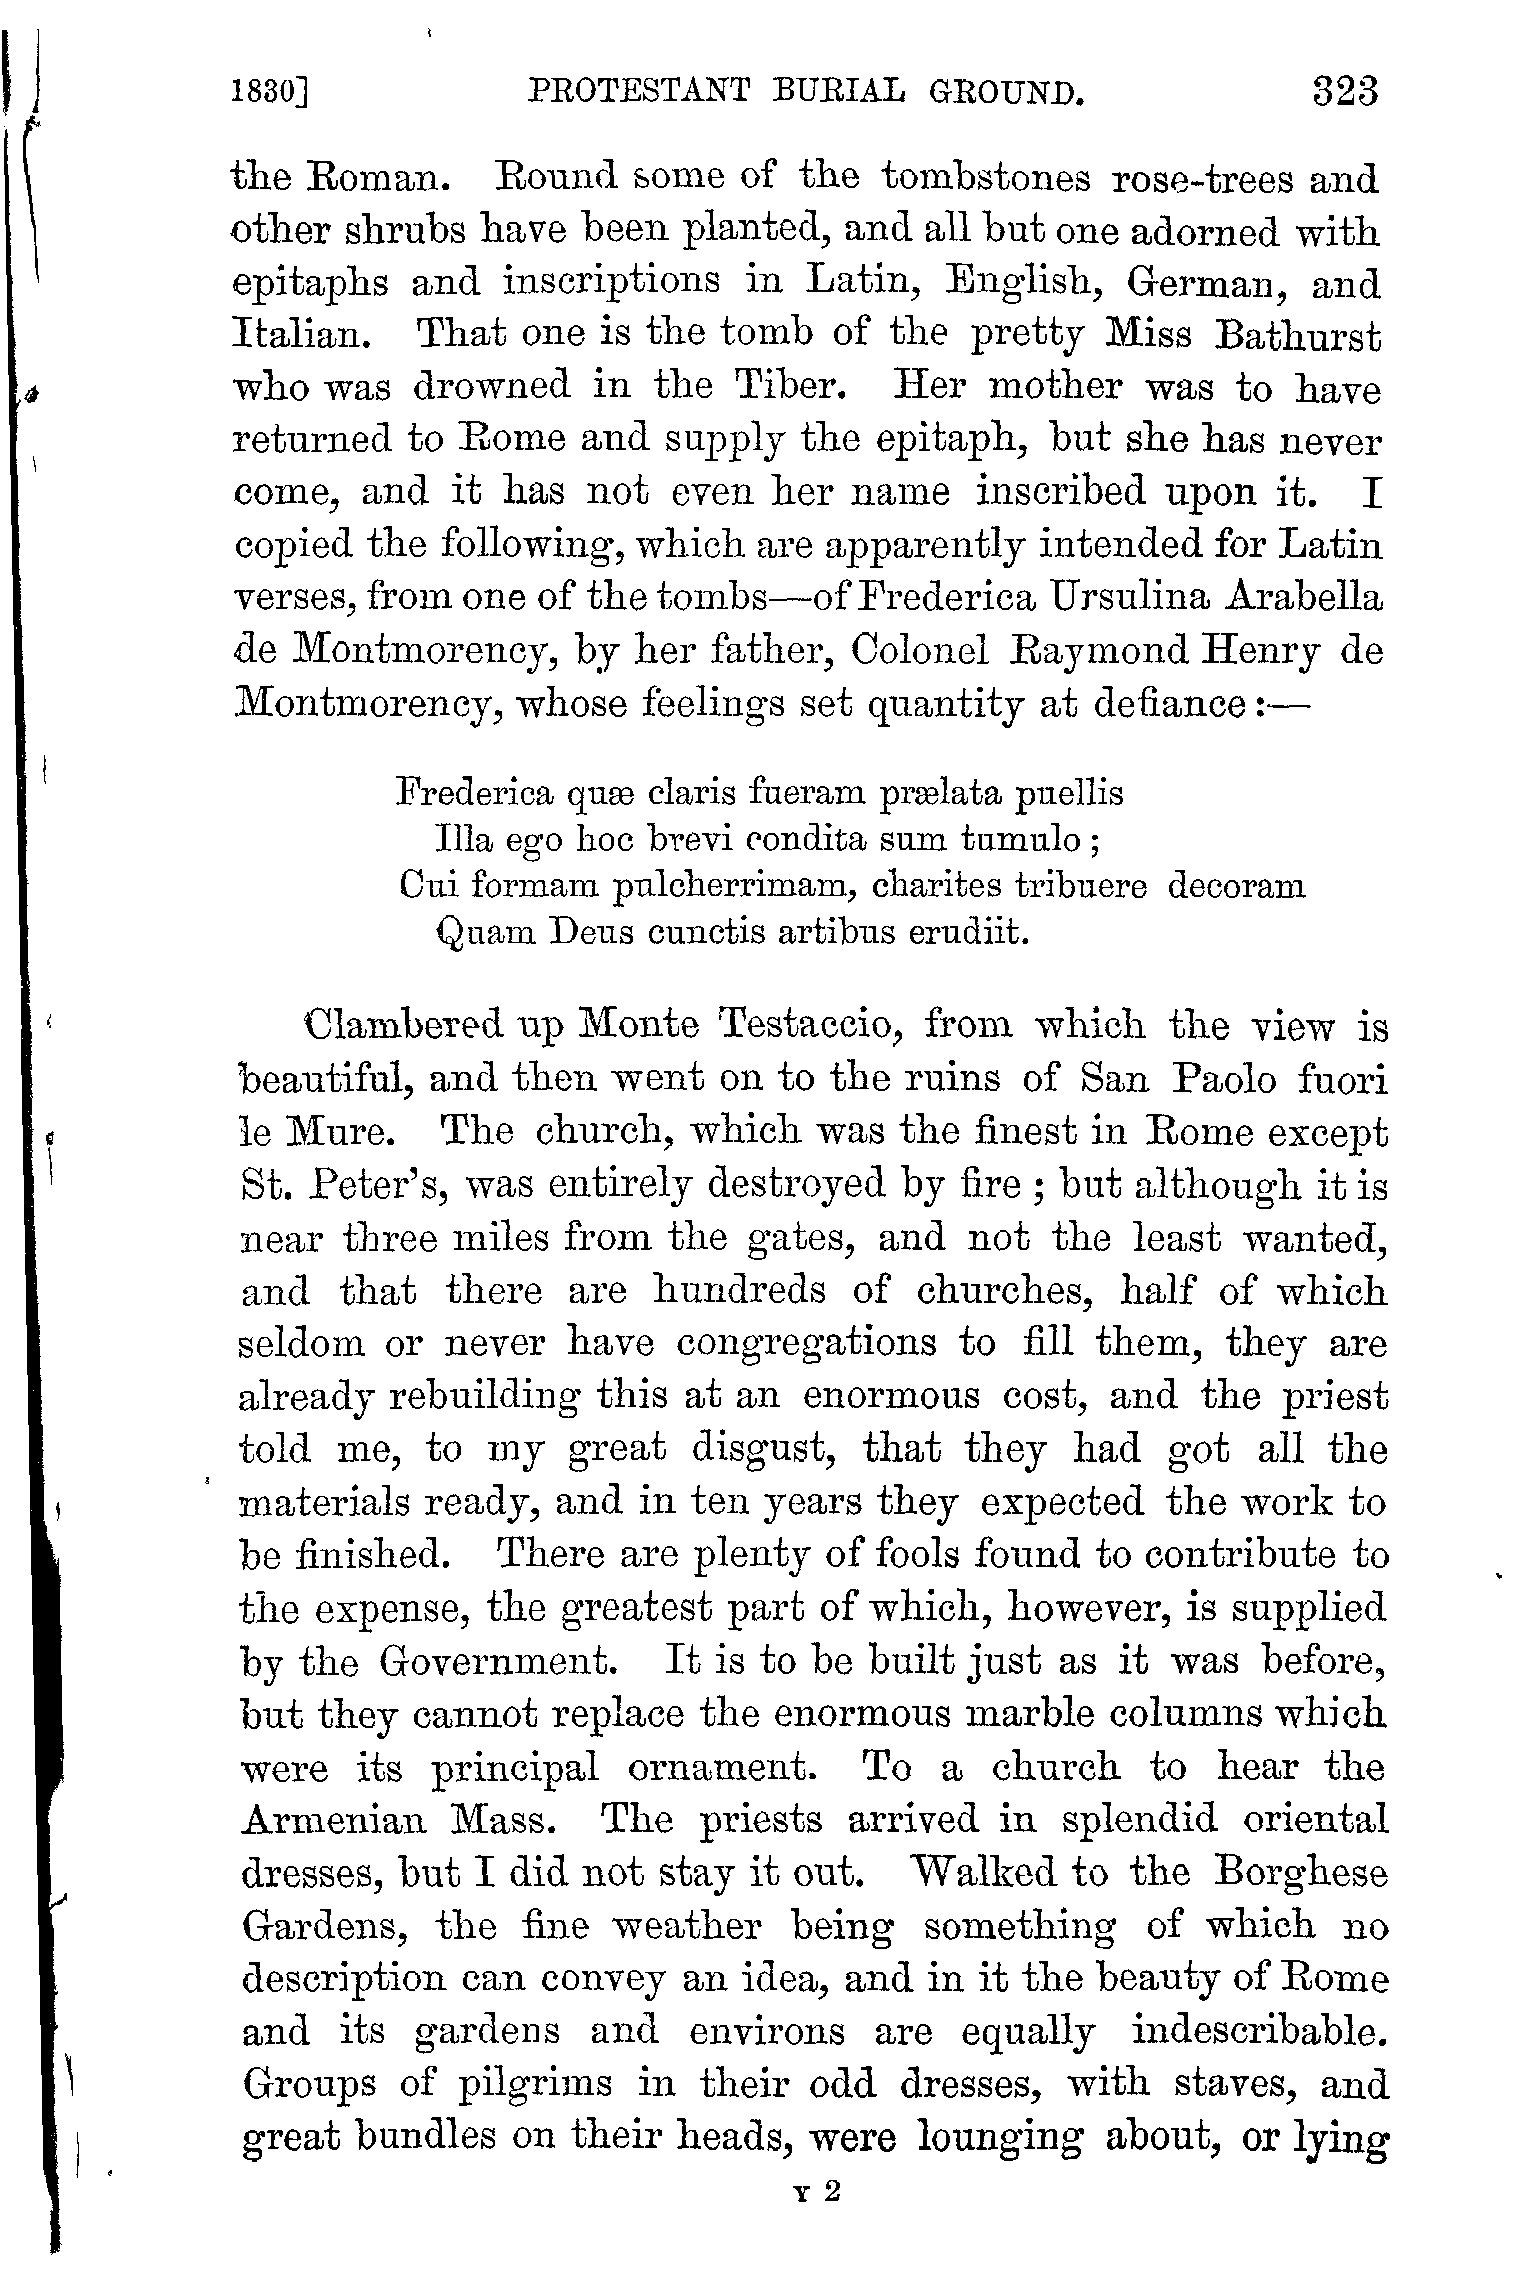 1830] PROTESTANT BURIAL GROUND. 323
the Roman. Round some of the tombstones rose-trees and
other shrubs have been planted, and all but one adorned with
epitaphs and inscriptions in Latin, English, German, and
Italian. That one is the tomb of the pretty Miss Bathurst
who was drowned in the Tiber. Her mother was to have
returned to Rome and supply the epitaph, but she has never
come, and it has not even her name inscribed upon it. I
copied the following, which are apparently intended for Latin
verses, from one of the tombs—of Frederica Ursulina Arabella
de Montmorency, by her father, Colonel Raymond Henry de
Montmorency, whose feelings set quantity at defiance:—
Frederica quæ claris fueram prælata puellis
Illa ego hoc brevi condita sum tumulo;
Cui formam pulcherrimam, charites tribuere decoram
Quam Deus cunctis artibus erudiit.
Clambered up Monte Testaccio, from which the view is
beautiful, and then went on to the ruins of San Paolo fuori
le Mure. The church, which was the finest in Rome except
St. Peter's, was entirely destroyed by fire; but although it is
near three miles from the gates, and not the least wanted,
and that there are hundreds of churches, half of which
seldom or never have congregations to fill them, they are
already rebuilding this at an enormous cost, and the priest
told me, to my great disgust, that they had got all the
materials ready, and in ten years they expected the work to
be finished. There are plenty of fools found to contribute to
the expense, the greatest part of which, however, is supplied
by the Government. It is to be built just as it was before,
but they cannot replace the enormous marble columns which
were its principal ornament. To a church to hear the
Armenian Mass. The priests arrived in splendid oriental
dresses, but I did not stay it out. Walked to the Borghese
Gardens, the fine weather being something of which no
description can convey an idea, and in it the beauty of Rome
and its gardens and environs are equally indescribable.
Groups of pilgrims in their odd dresses, with staves, and
great bundles on their heads, were lounging about, or lying
Y 2